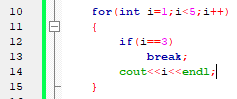 10 for(int i=1;i<5;i++)
11 {
12 if(i==3)
13 break;
14 cout<<i<<endl;
15 }